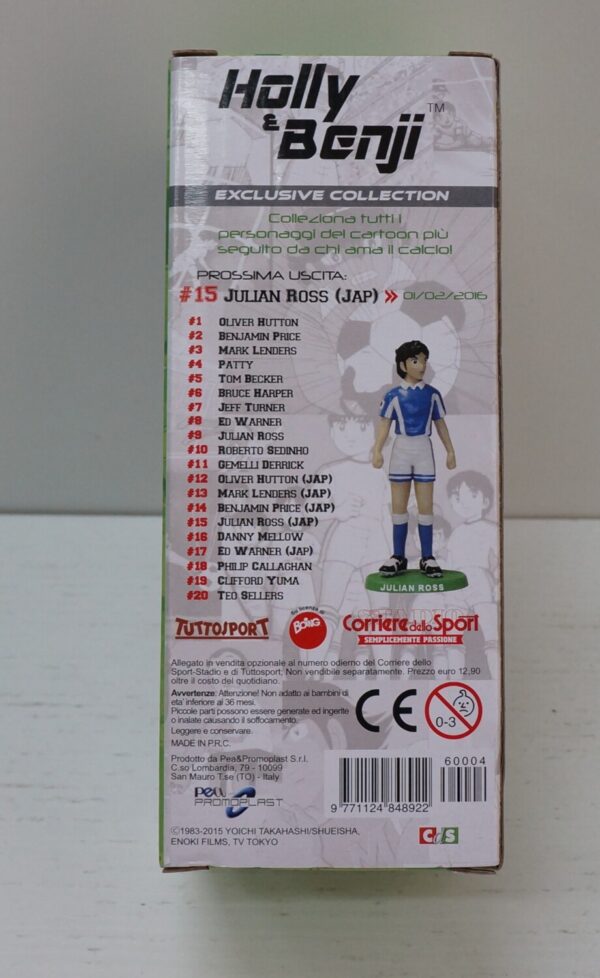 Holly
&
Benji ™
EXCLUSIVE COLLECTION
Colleziona tutti i
personaggi del cartoon più
seguito da chi ama il calcio!
PROSSIMA USCITA:
#15 JULIAN ROSS (JAP) » 01/02/2016
#1 OLIVER HUTTON
#2 BENJAMIN PRICE
#3 MARK LENDERS
#4 PATTY
#5 TOM BECKER
#6 BRUCE HARPER
#7 JEFF TURNER
#8 ED WARNER
#9 JULIAN ROSS
#10 ROBERTO SEDINHO
#11 GEMELLI DERRICK
#12 OLIVER HUTTON (JAP)
#13 MARK LENDERS (JAP)
#14 BENJAMIN PRICE (JAP)
#15 JULIAN ROSS (JAP)
#16 DANNY MELLOW
#17 ED WARNER (JAP)
#18 PHILIP CALLAGHAN
#19 CLIFFORD YUMA
#20 TED SELLERS
JULIAN ROSS
TUTTOSPORT
Su licenza di
BOING
STADIO
Corriere dello Sport
SEMPLICEMENTE PASSIONE
Allegato in vendita opzionale al numero odierno del Corriere dello
Sport-Stadio e di Tuttosport, Non vendibile separatamente. Prezzo euro 12,90
oltre il costo del quotidiano.
Avvertenze: Attenzione! Non adatto ai bambini di
eta' inferiore ai 36 mesi.
Piccole parti possono essere generate ed ingerite
o inalate causando il soffocamento.
Leggere e conservare.
MADE IN P.R.C.
CE
0-3
Prodotto da Pea&Promoplast S.r.l.
C.so Lombardia, 79 - 10099
San Mauro T.se (TO) - Italy
pea
PROMOPLAST
60004
9 771124 848922
©1983-2015 YOICHI TAKAHASHI/SHUEISHA,
ENOKI FILMS, TV TOKYO
CdS